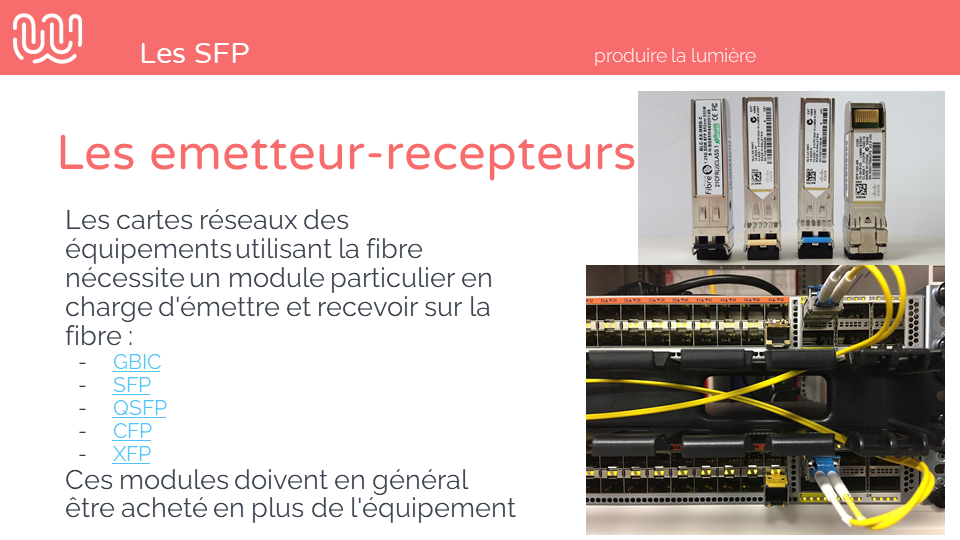 Les SFP
produire la lumière
Les emetteur-recepteurs
Les cartes réseaux des
équipements utilisant la fibre
nécessite un module particulier en
charge d'émettre et recevoir sur la
fibre :
- GBIC
- SFP
- QSFP
- CFP
- XFP
Ces modules doivent en général
être acheté en plus de l'équipement